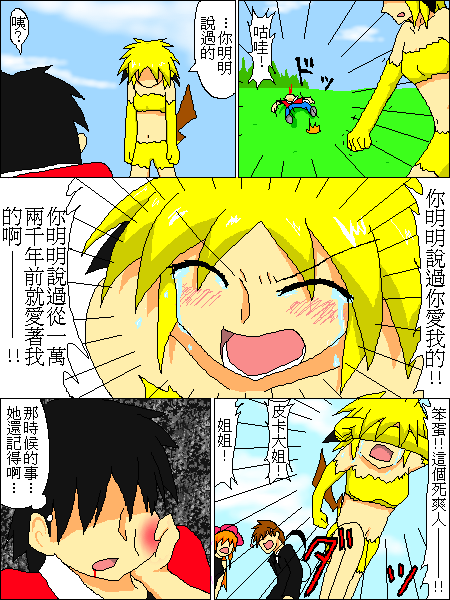 咕哇！
ドッ
…你明明
說過的
咦？
你明明說過你愛我的!!
你明明說過從一萬
兩千年前就愛著我
的啊———!!
笨蛋!!這個死爽人———!!
皮卡大姐！
姐姐！
ダッ
那時候的事…
她還記得啊…